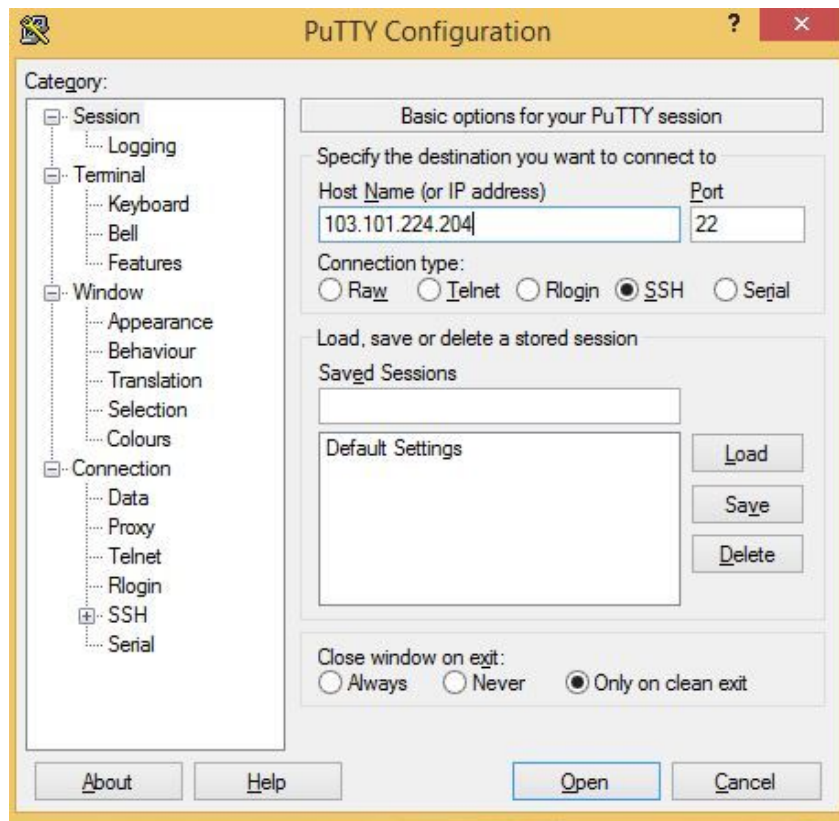 PuTTY Configuration
?
Category:
Session
Logging
Terminal
Keyboard
Bell
Features
Window
Appearance
Behaviour
Translation
Selection
Colours
Connection
Data
Proxy
Telnet
Rlogin
SSH
Serial
Basic options for your PuTTY session
Specify the destination you want to connect to
Host Name (or IP address) Port
103.101.224.204 22
Connection type:
Raw Telnet Rlogin SSH Serial
Load, save or delete a stored session
Saved Sessions
Default Settings
Load
Save
Delete
Close window on exit:
Always Never Only on clean exit
About Help Open Cancel